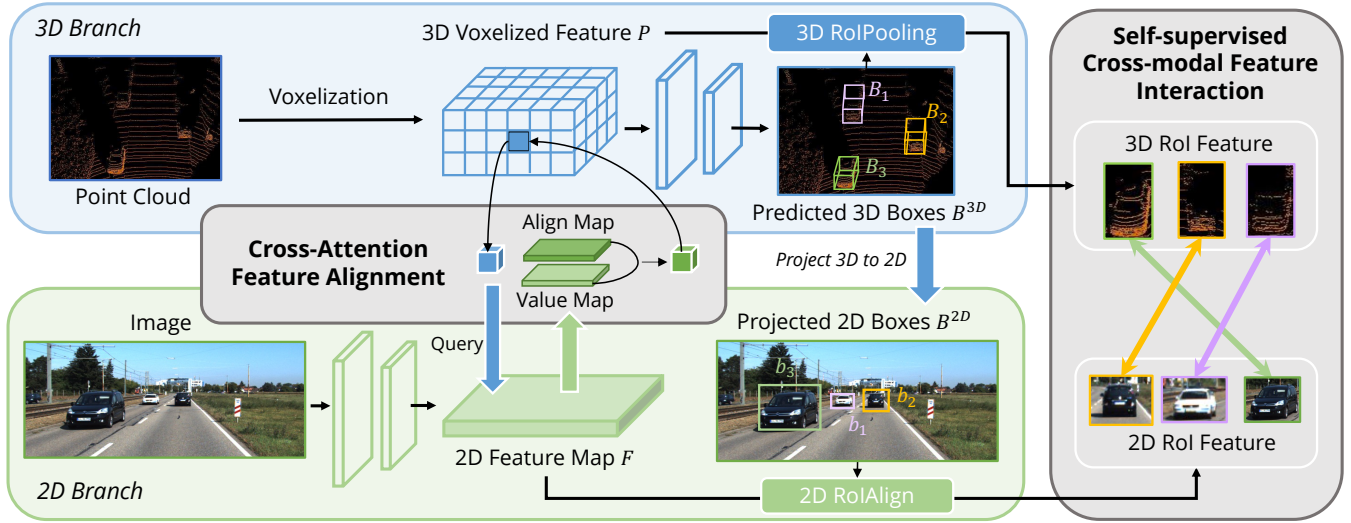 3D Branch
3D Voxelized Feature P
3D RoIPooling
Voxelization
Point Cloud
B1
B2
B3
Predicted 3D Boxes B^3D
Cross-Attention
Feature Alignment
Align Map
Value Map
Project 3D to 2D
Query
Image
2D Feature Map F
2D Branch
Projected 2D Boxes B^2D
b3
b2
b1
2D RoIAlign
Self-supervised
Cross-modal Feature
Interaction
3D RoI Feature
2D RoI Feature